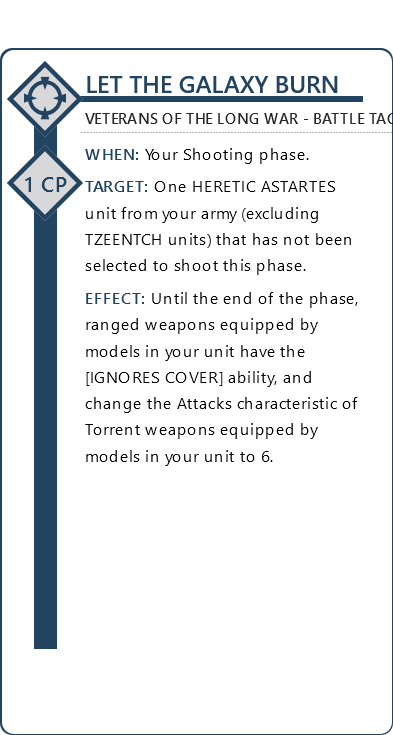 LET THE GALAXY BURN
VETERANS OF THE LONG WAR - BATTLE TAC
1 CP
WHEN: Your Shooting phase.
TARGET: One HERETIC ASTARTES
unit from your army (excluding
TZEENTCH units) that has not been
selected to shoot this phase.
EFFECT: Until the end of the phase,
ranged weapons equipped by
models in your unit have the
[IGNORES COVER] ability, and
change the Attacks characteristic of
Torrent weapons equipped by
models in your unit to 6.